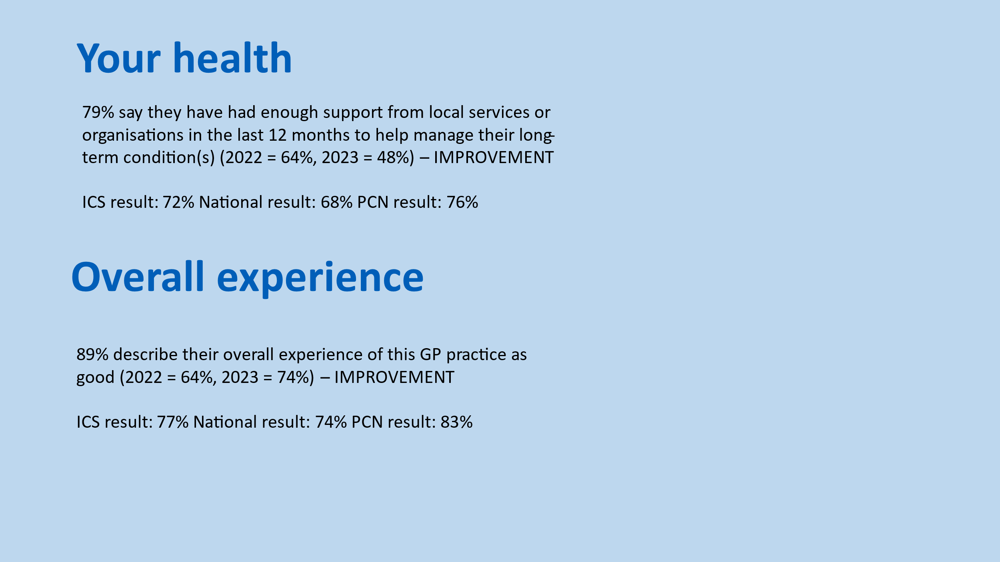 Your health
79% say they have had enough support from local services or
organisations in the last 12 months to help manage their long-
term condition(s) (2022 = 64%, 2023 = 48%) – IMPROVEMENT
ICS result: 72% National result: 68% PCN result: 76%
Overall experience
89% describe their overall experience of this GP practice as
good (2022 = 64%, 2023 = 74%) – IMPROVEMENT
ICS result: 77% National result: 74% PCN result: 83%